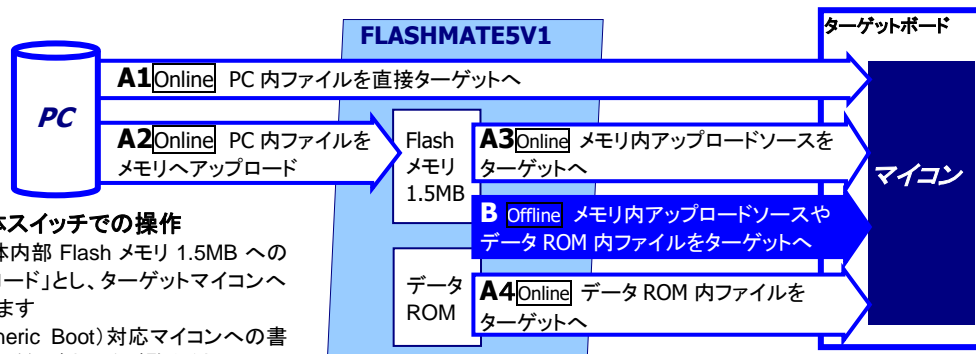 ターゲットボード
FLASHMATE5V1
PC
A1 Online PC 内ファイルを直接ターゲットへ
A2 Online PC 内ファイルを
メモリへアップロード
Flash
メモリ
1.5MB
A3 Online メモリ内アップロードソースを
ターゲットへ
マイコン
B Offline メモリ内アップロードソースや
データ ROM 内ファイルをターゲットへ
データ
ROM
A4 Online データ ROM 内ファイルを
ターゲットへ
体スイッチでの操作
体内部 Flash メモリ 1.5MB への
ロード」とし、ターゲットマイコンへ
ます
neric Boot)対応マイコンへの書